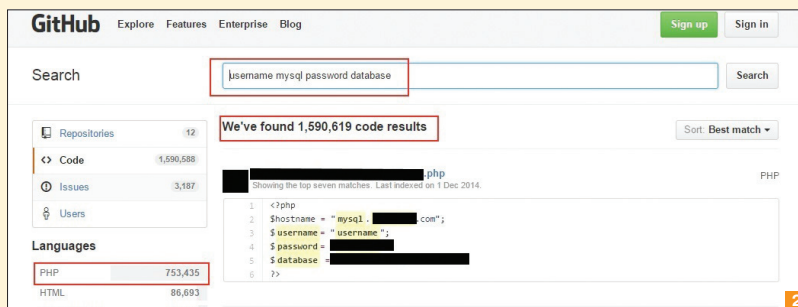 GitHub Explore Features Enterprise Blog Sign up Sign in
Search username mysql password database Search
Repositories 12
Code 1,590,588
Issues 3,187
Users
Languages
PHP 753,435
HTML 86,693
We've found 1,590,619 code results Sort: Best match
.php PHP
Showing the top seven matches. Last indexed on 1 Dec 2014.
1 <?php
2 $hostname = "mysql. .com";
3 $username= "username";
4 $password=
5 $database =
6 ?>
2